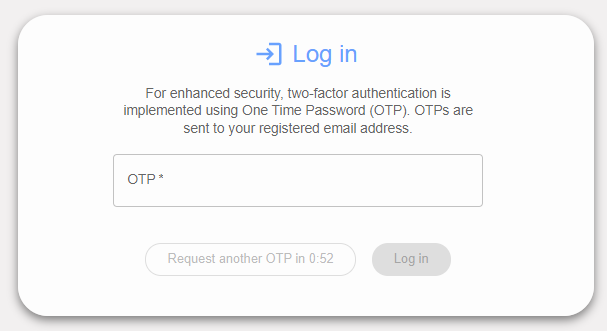 Log in
For enhanced security, two-factor authentication is
implemented using One Time Password (OTP). OTPs are
sent to your registered email address.
OTP *
Request another OTP in 0:52
Log in